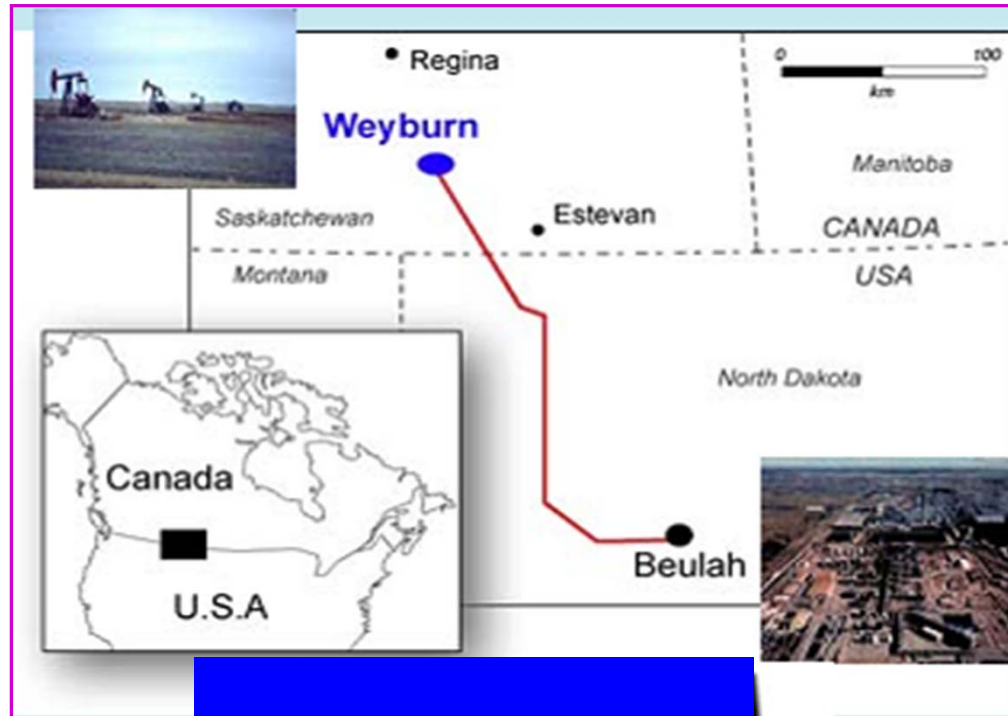 Regina
0 100
km
Weyburn
Manitoba
Saskatchewan
Estevan
CANADA
Montana
USA
North Dakota
Canada
Beulah
U.S.A